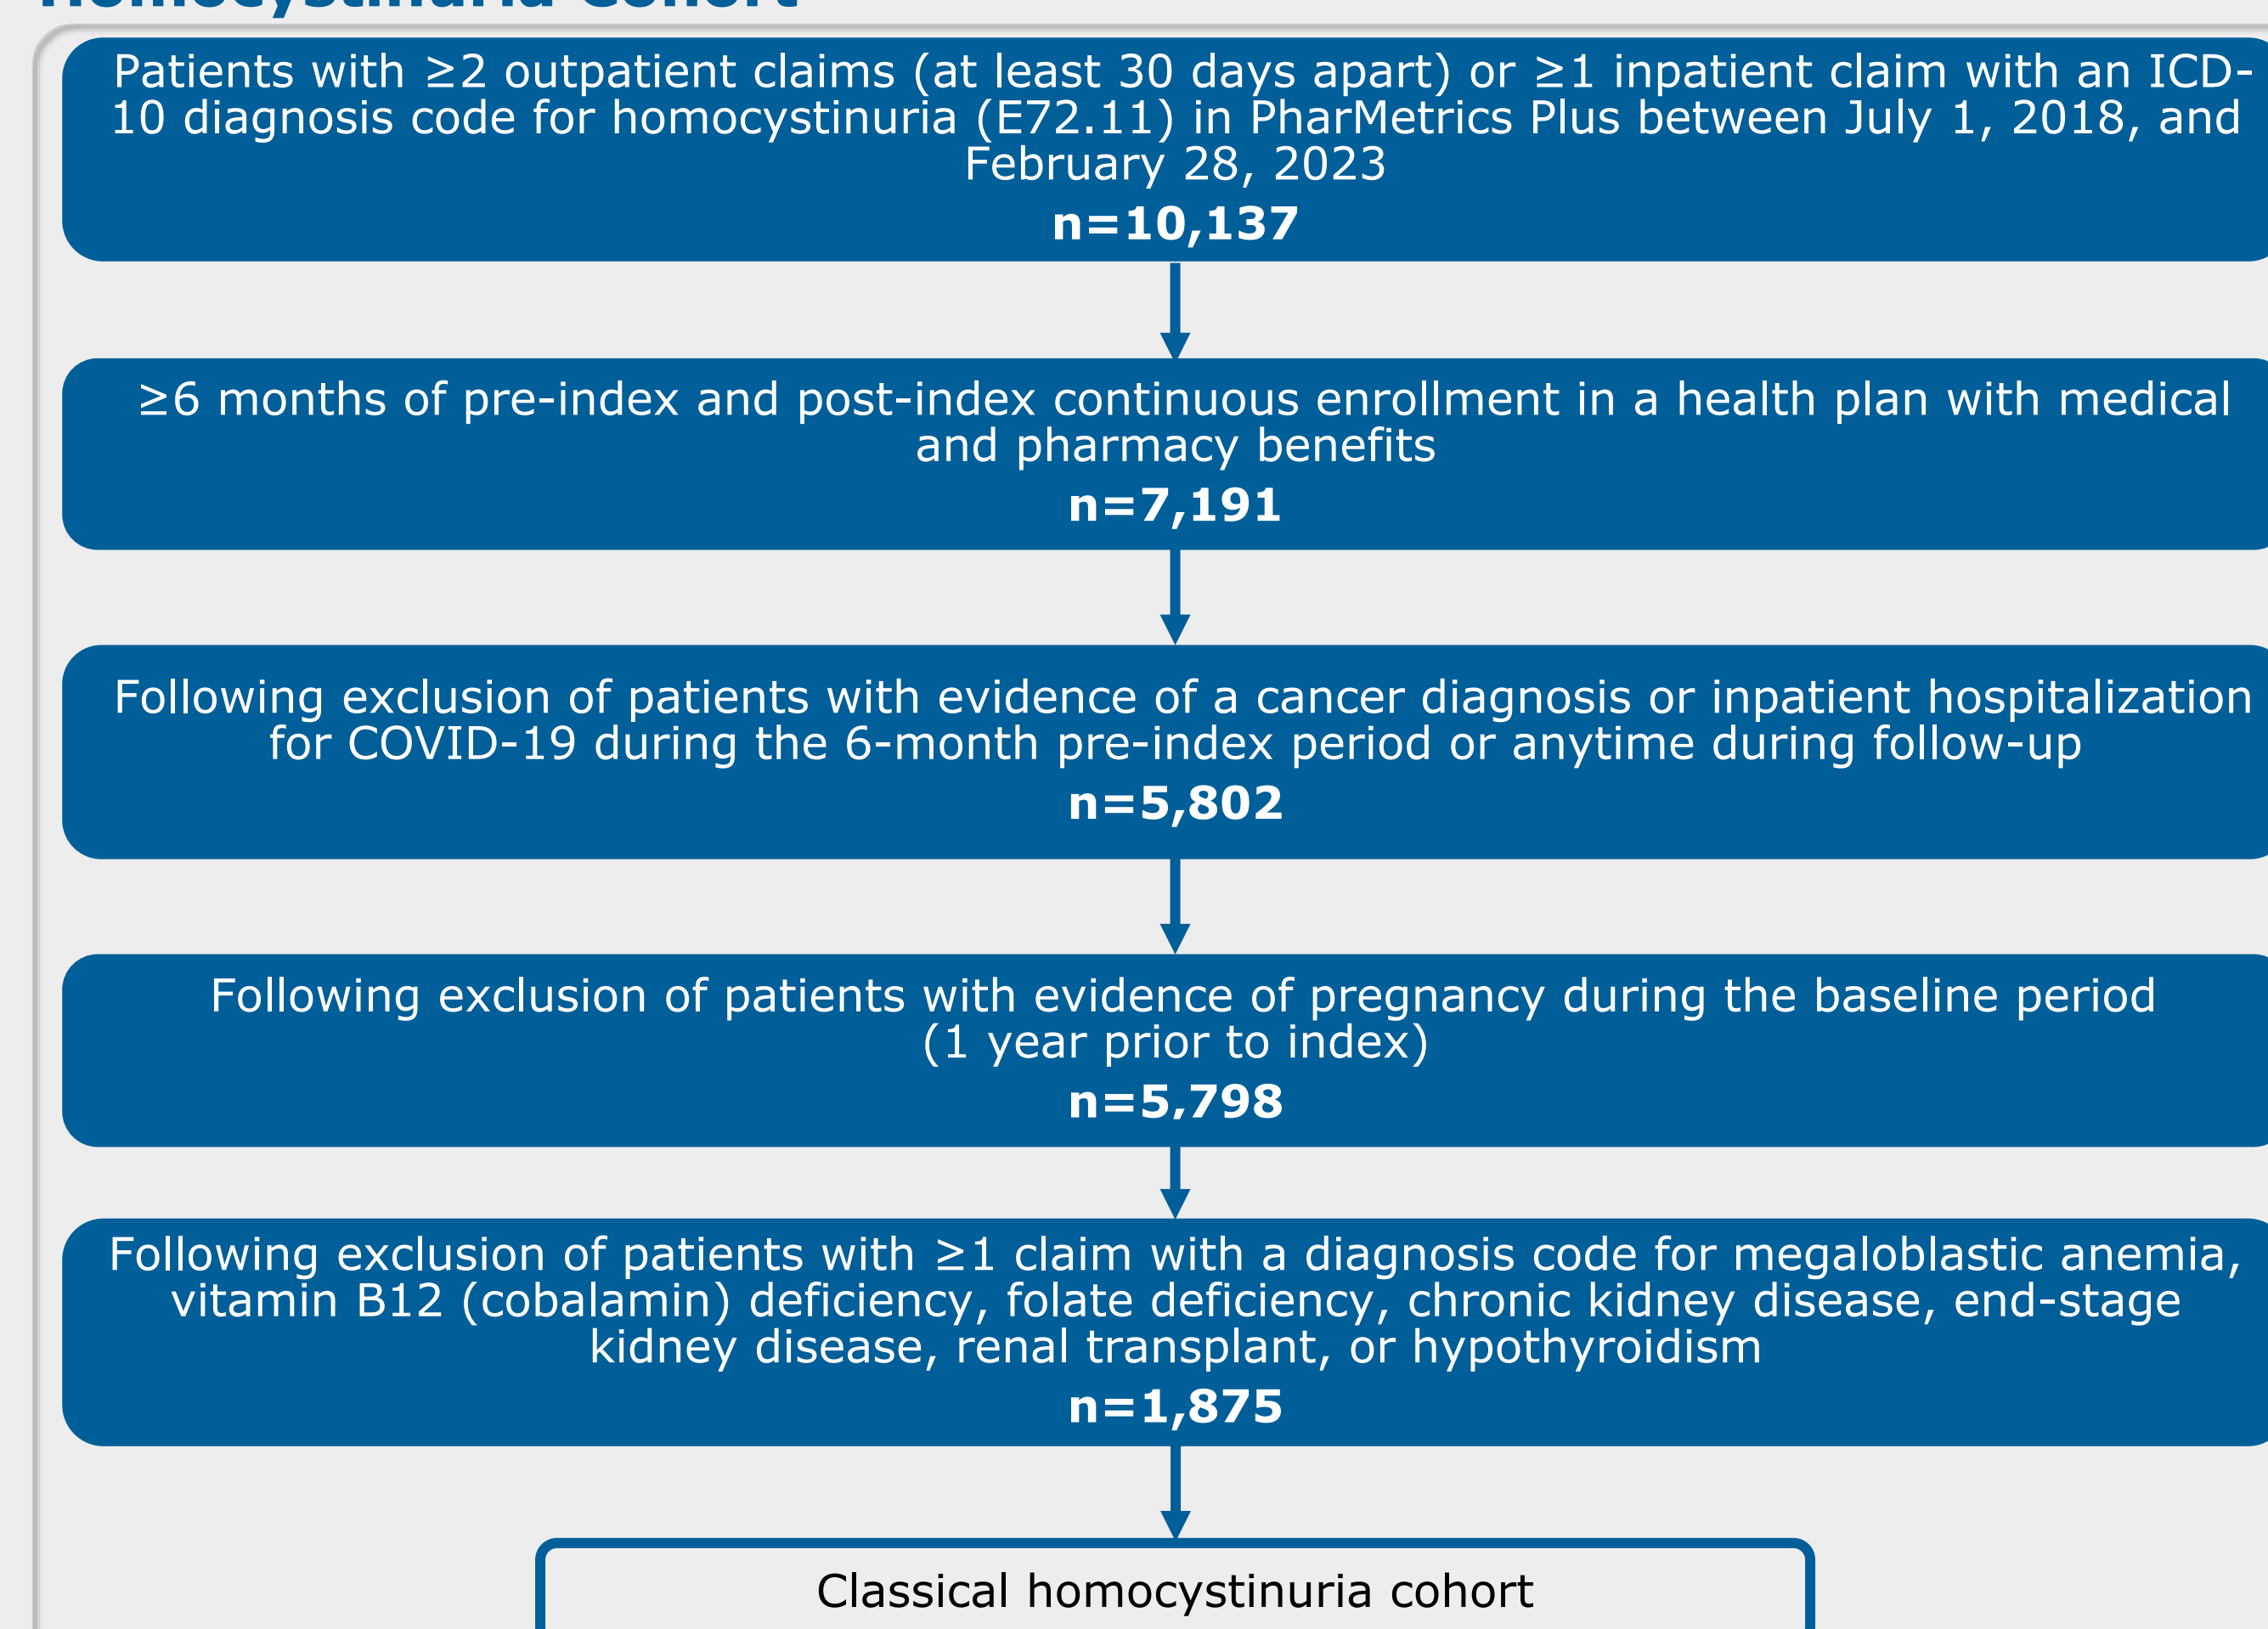 Homocystinuria Cohort
Patients with ≥2 outpatient claims (at least 30 days apart) or ≥1 inpatient claim with an ICD-
10 diagnosis code for homocystinuria (E72.11) in PharMetrics Plus between July 1, 2018, and
February 28, 2023
n=10,137
≥6 months of pre-index and post-index continuous enrollment in a health plan with medical
and pharmacy benefits
n=7,191
Following exclusion of patients with evidence of a cancer diagnosis or inpatient hospitalization
for COVID-19 during the 6-month pre-index period or anytime during follow-up
n=5,802
Following exclusion of patients with evidence of pregnancy during the baseline period
(1 year prior to index)
n=5,798
Following exclusion of patients with ≥1 claim with a diagnosis code for megaloblastic anemia,
vitamin B12 (cobalamin) deficiency, folate deficiency, chronic kidney disease, end-stage
kidney disease, renal transplant, or hypothyroidism
n=1,875
Classical homocystinuria cohort